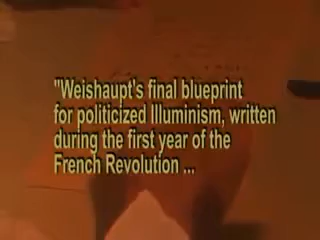 "Weishaupt's final blueprint
for politicized Illuminism, written
during the first year of the
French Revolution ...